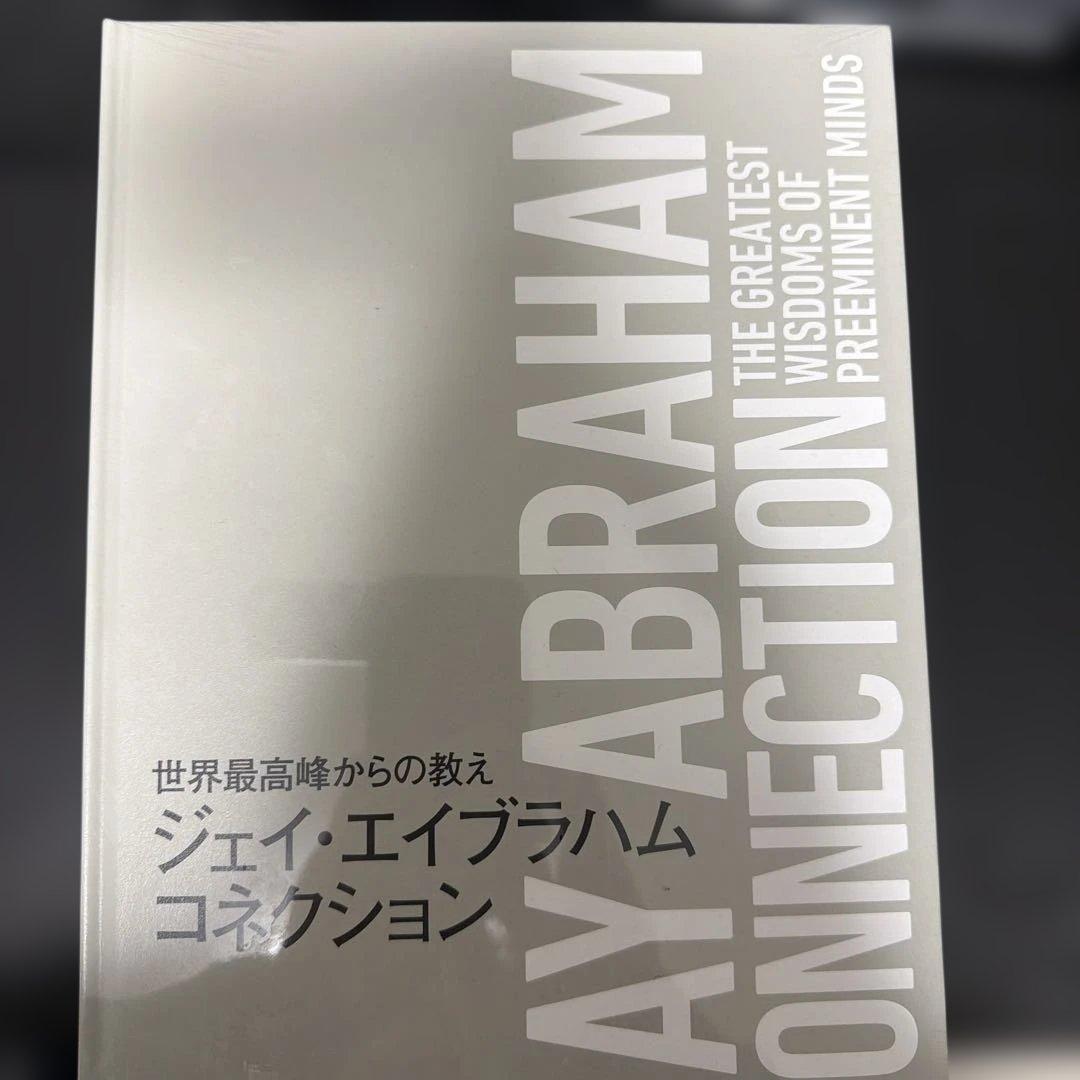 世界最高峰からの教え
ジェイ・エイブラハム
コネクション
AY ABRAHAM
ONNECTION
THE GREATEST
WISDOMS OF
PREEMINENT MINDS